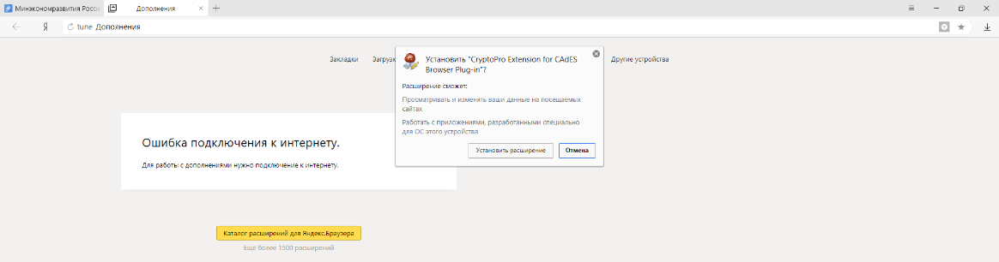 Минэкономразвития Росси
Дополнения
tune Дополнения
Закладки
Загрузк
Другие устройства
Установить "CryptoPro Extension for CAdES
Browser Plug-in"?
Расширение сможет:
Просматривать и изменять ваши данные на посещаемых
сайтах
Работать с приложениями, разработанными специально
для ОС этого устройства
Установить расширение
Отмена
Ошибка подключения к интернету.
Для работы с дополнениями нужно подключение к интернету.
Каталог расширений для Яндекс.Браузера
Ещё более 1500 расширений